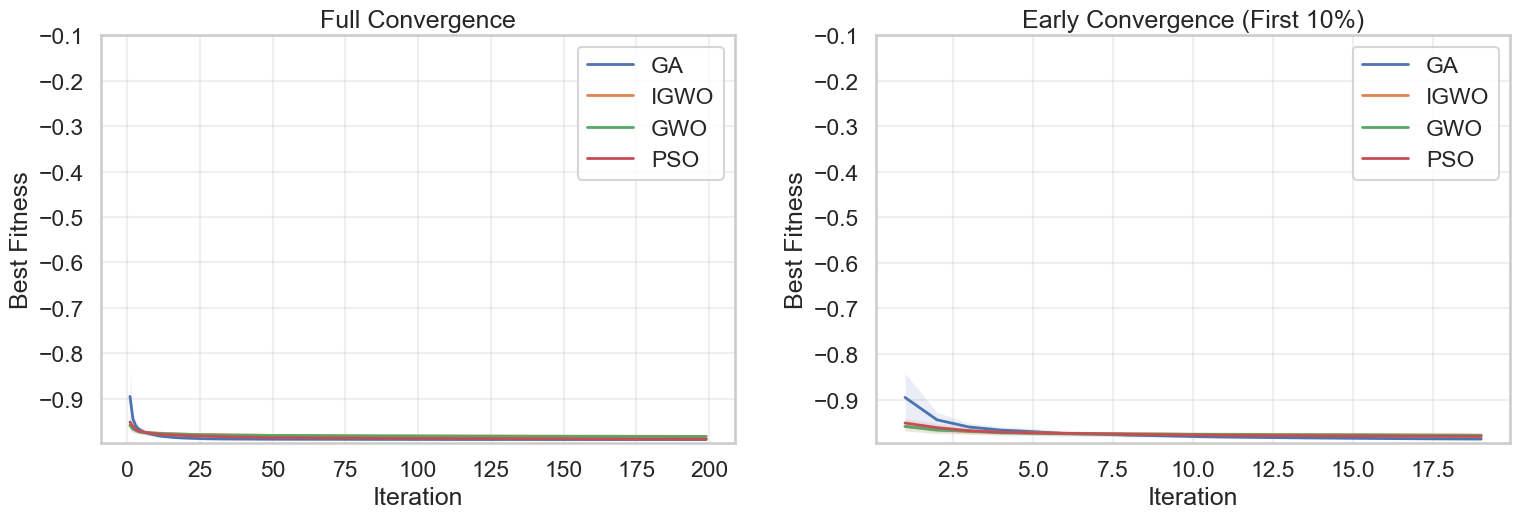 Full Convergence
−0.1
−0.2
−0.3
−0.4
−0.5
−0.6
−0.7
−0.8
−0.9
Best Fitness
GA
IGWO
GWO
PSO
0 25 50 75 100 125 150 175 200
Iteration
Early Convergence (First 10%)
−0.1
−0.2
−0.3
−0.4
−0.5
−0.6
−0.7
−0.8
−0.9
Best Fitness
GA
IGWO
GWO
PSO
2.5 5.0 7.5 10.0 12.5 15.0 17.5
Iteration